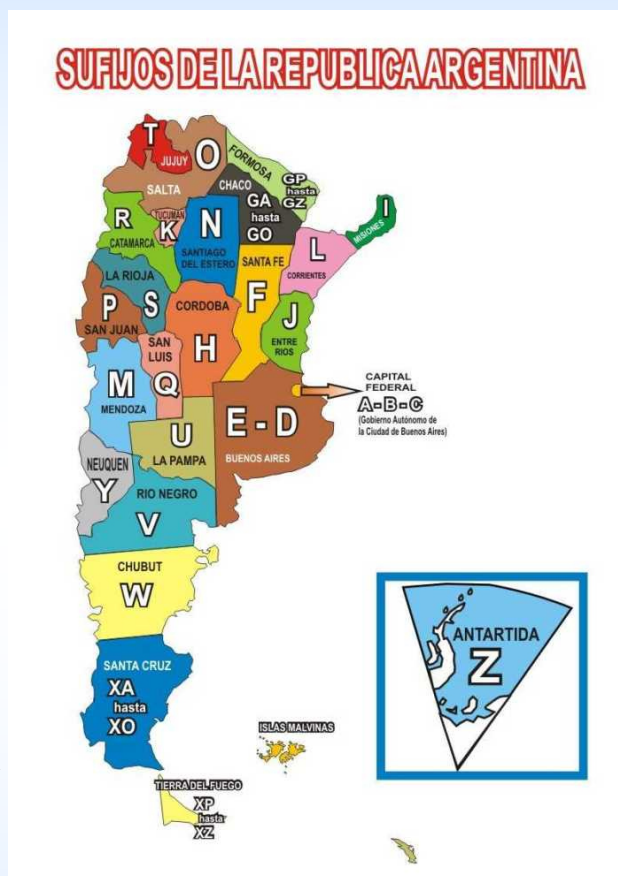 SUFIJOS DE LA REPUBLICA ARGENTINA
T
JUJUY
O
SALTA
FORMOSA
GP
hasta
GZ
CHACO
GA
hasta
GO
I
MISIONES
R
CATAMARCA
TUCUMÁN
K
N
SANTIAGO
DEL ESTERO
SANTA FE
F
L
CORRIENTES
LA RIOJA
S
P
SAN JUAN
CORDOBA
H
J
ENTRE
RIOS
SAN
LUIS
Q
M
MENDOZA
CAPITAL
FEDERAL
A-B-C
(Gobierno Autónomo de
la Ciudad de Buenos Aires)
E - D
BUENOS AIRES
U
LA PAMPA
NEUQUEN
Y
RIO NEGRO
V
CHUBUT
W
SANTA CRUZ
XA
hasta
XO
ANTARTIDA
Z
ISLAS MALVINAS
TIERRA DEL FUEGO
XP
hasta
XZ